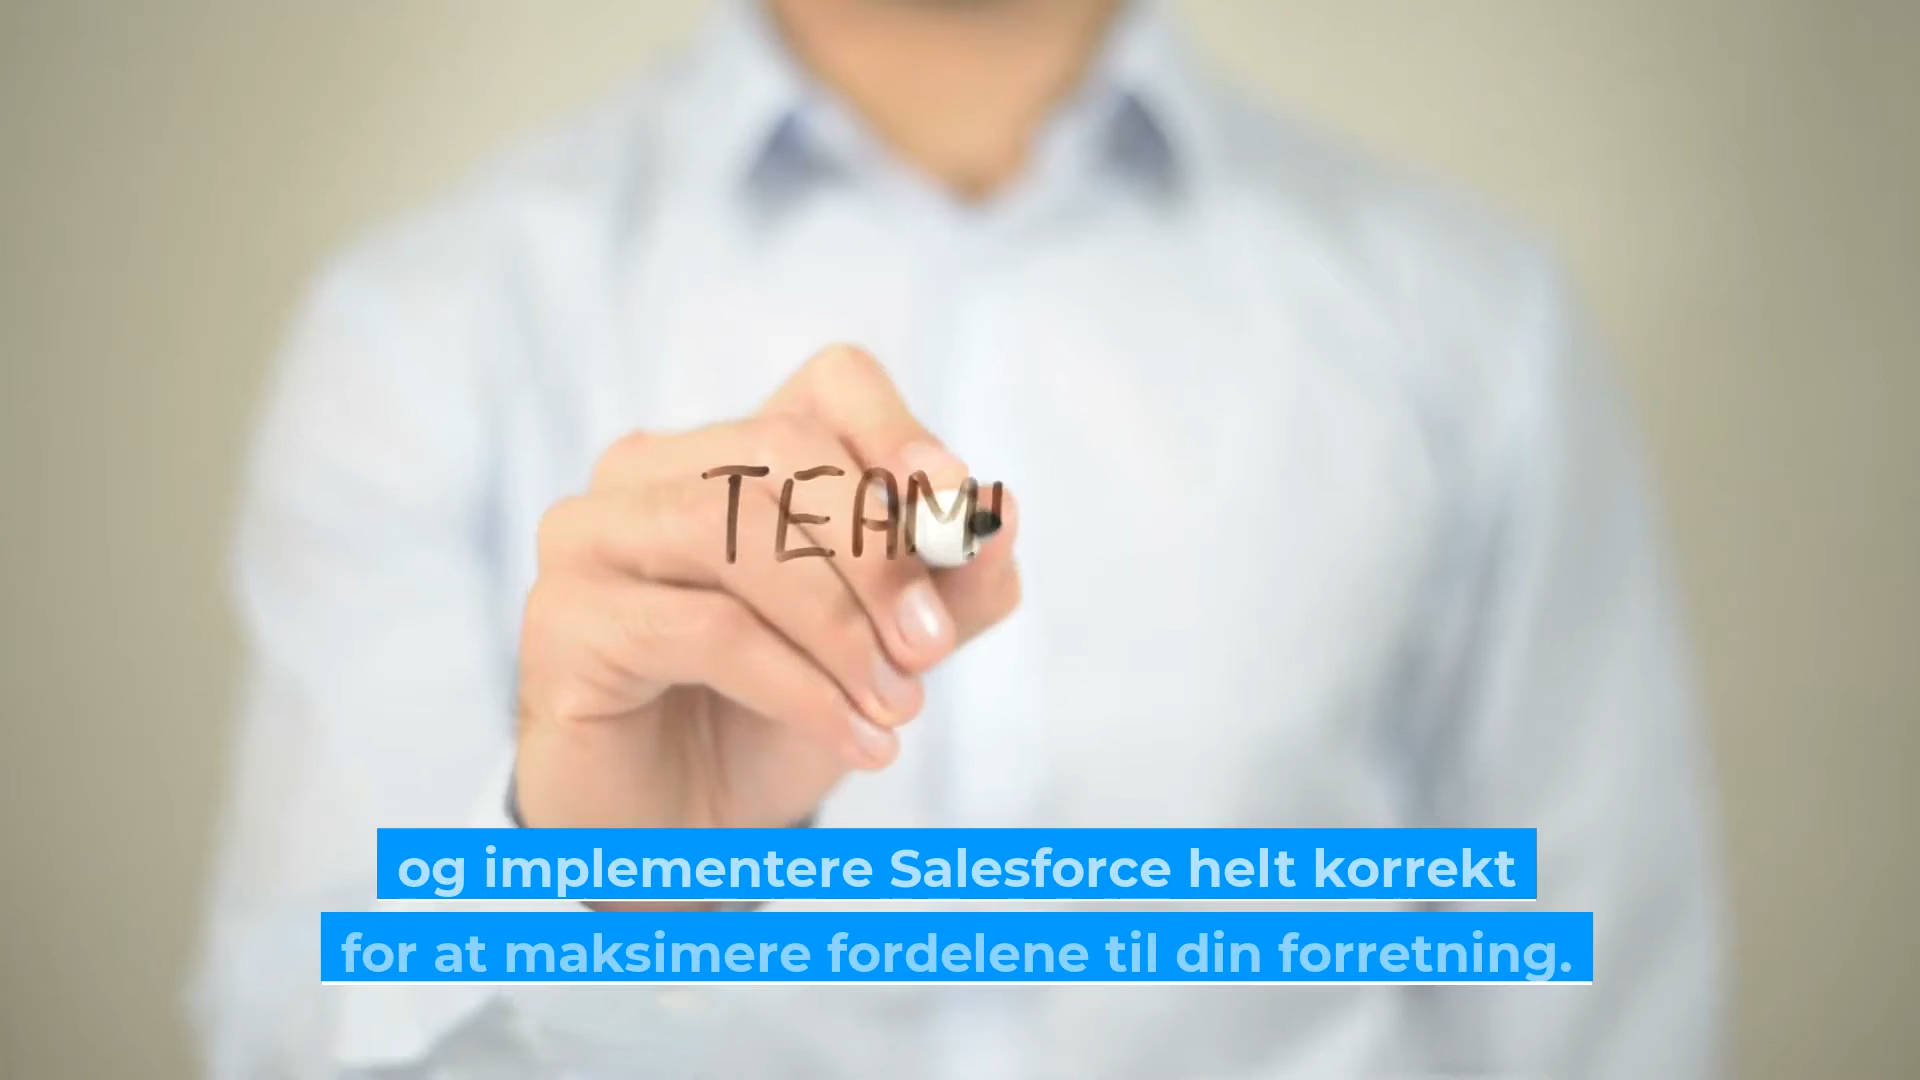 TEAM
og implementere Salesforce helt korrekt
for at maksimere fordelene til din forretning.